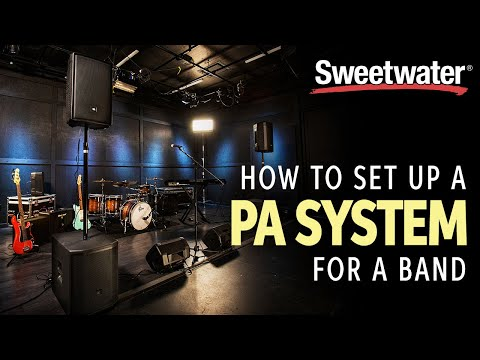 Sweetwater®
HOW TO SET UP A
PA SYSTEM
FOR A BAND